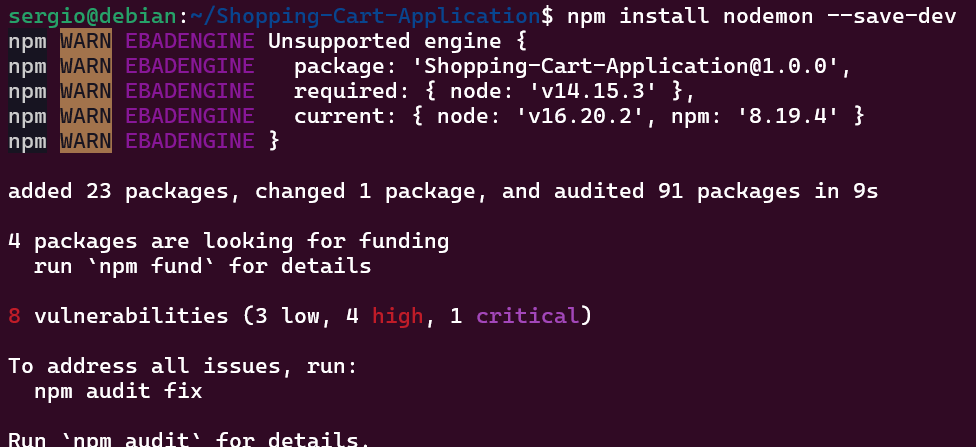 sergio@debian:~/Shopping-Cart-Application$ npm install nodemon --save-dev
npm WARN EBADENGINE Unsupported engine {
npm WARN EBADENGINE   package: 'Shopping-Cart-Application@1.0.0',
npm WARN EBADENGINE   required: { node: 'v14.15.3' },
npm WARN EBADENGINE   current: { node: 'v16.20.2', npm: '8.19.4' }
npm WARN EBADENGINE }
added 23 packages, changed 1 package, and audited 91 packages in 9s
4 packages are looking for funding
  run `npm fund` for details
8 vulnerabilities (3 low, 4 high, 1 critical)
To address all issues, run:
  npm audit fix
Run `npm audit` for details.